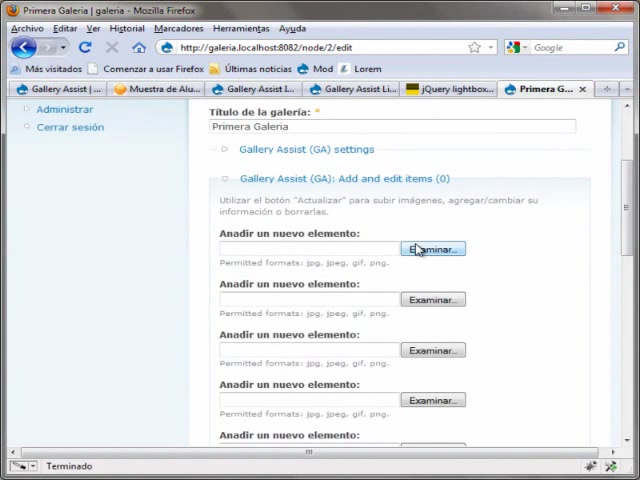 Primera Galeria | galeria - Mozilla Firefox
Archivo Editar Ver Historial Marcadores Herramientas Ayuda
http://galeria.localhost:8082/node/2/edit
Google
Más visitados Comenzar a usar Firefox Últimas noticias Mod Lorem
Gallery Assist | ... Muestra de Alu... Gallery Assist I... Gallery Assist Li... jQuery lightbox... Primera G...
Administrar
Cerrar sesión
Título de la galería: *
Primera Galeria
Gallery Assist (GA) settings
Gallery Assist (GA): Add and edit items (0)
Utilizar el botón "Actualizar" para subir imágenes, agregar/cambiar su
información o borrarlas.
Anadir un nuevo elemento:
Examinar...
Permitted formats: jpg, jpeg, gif, png.
Anadir un nuevo elemento:
Examinar...
Permitted formats: jpg, jpeg, gif, png.
Anadir un nuevo elemento:
Examinar...
Permitted formats: jpg, jpeg, gif, png.
Anadir un nuevo elemento:
Examinar...
Permitted formats: jpg, jpeg, gif, png.
Anadir un nuevo elemento:
Terminado